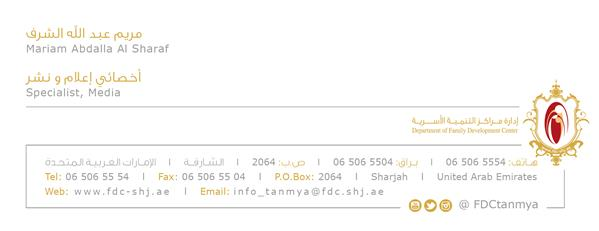 مريم عبد الله الشرف
Mariam Abdalla Al Sharaf
أخصائي إعلام و نشر
Specialist, Media
إدارة مراكز التنمية الأسرية
Department of Family Development Center
هاتف: 5554 506 06 | براق: 5504 506 06 | ص.ب: 2064 | الشارقة | الإمارات العربية المتحدة
Tel: 06 506 55 54 | Fax: 06 506 55 04 | P.O.Box: 2064 | Sharjah | United Arab Emirates
Web: www.fdc-shj.ae | Email: info_tanmya@fdc.shj.ae
@ FDCtanmya